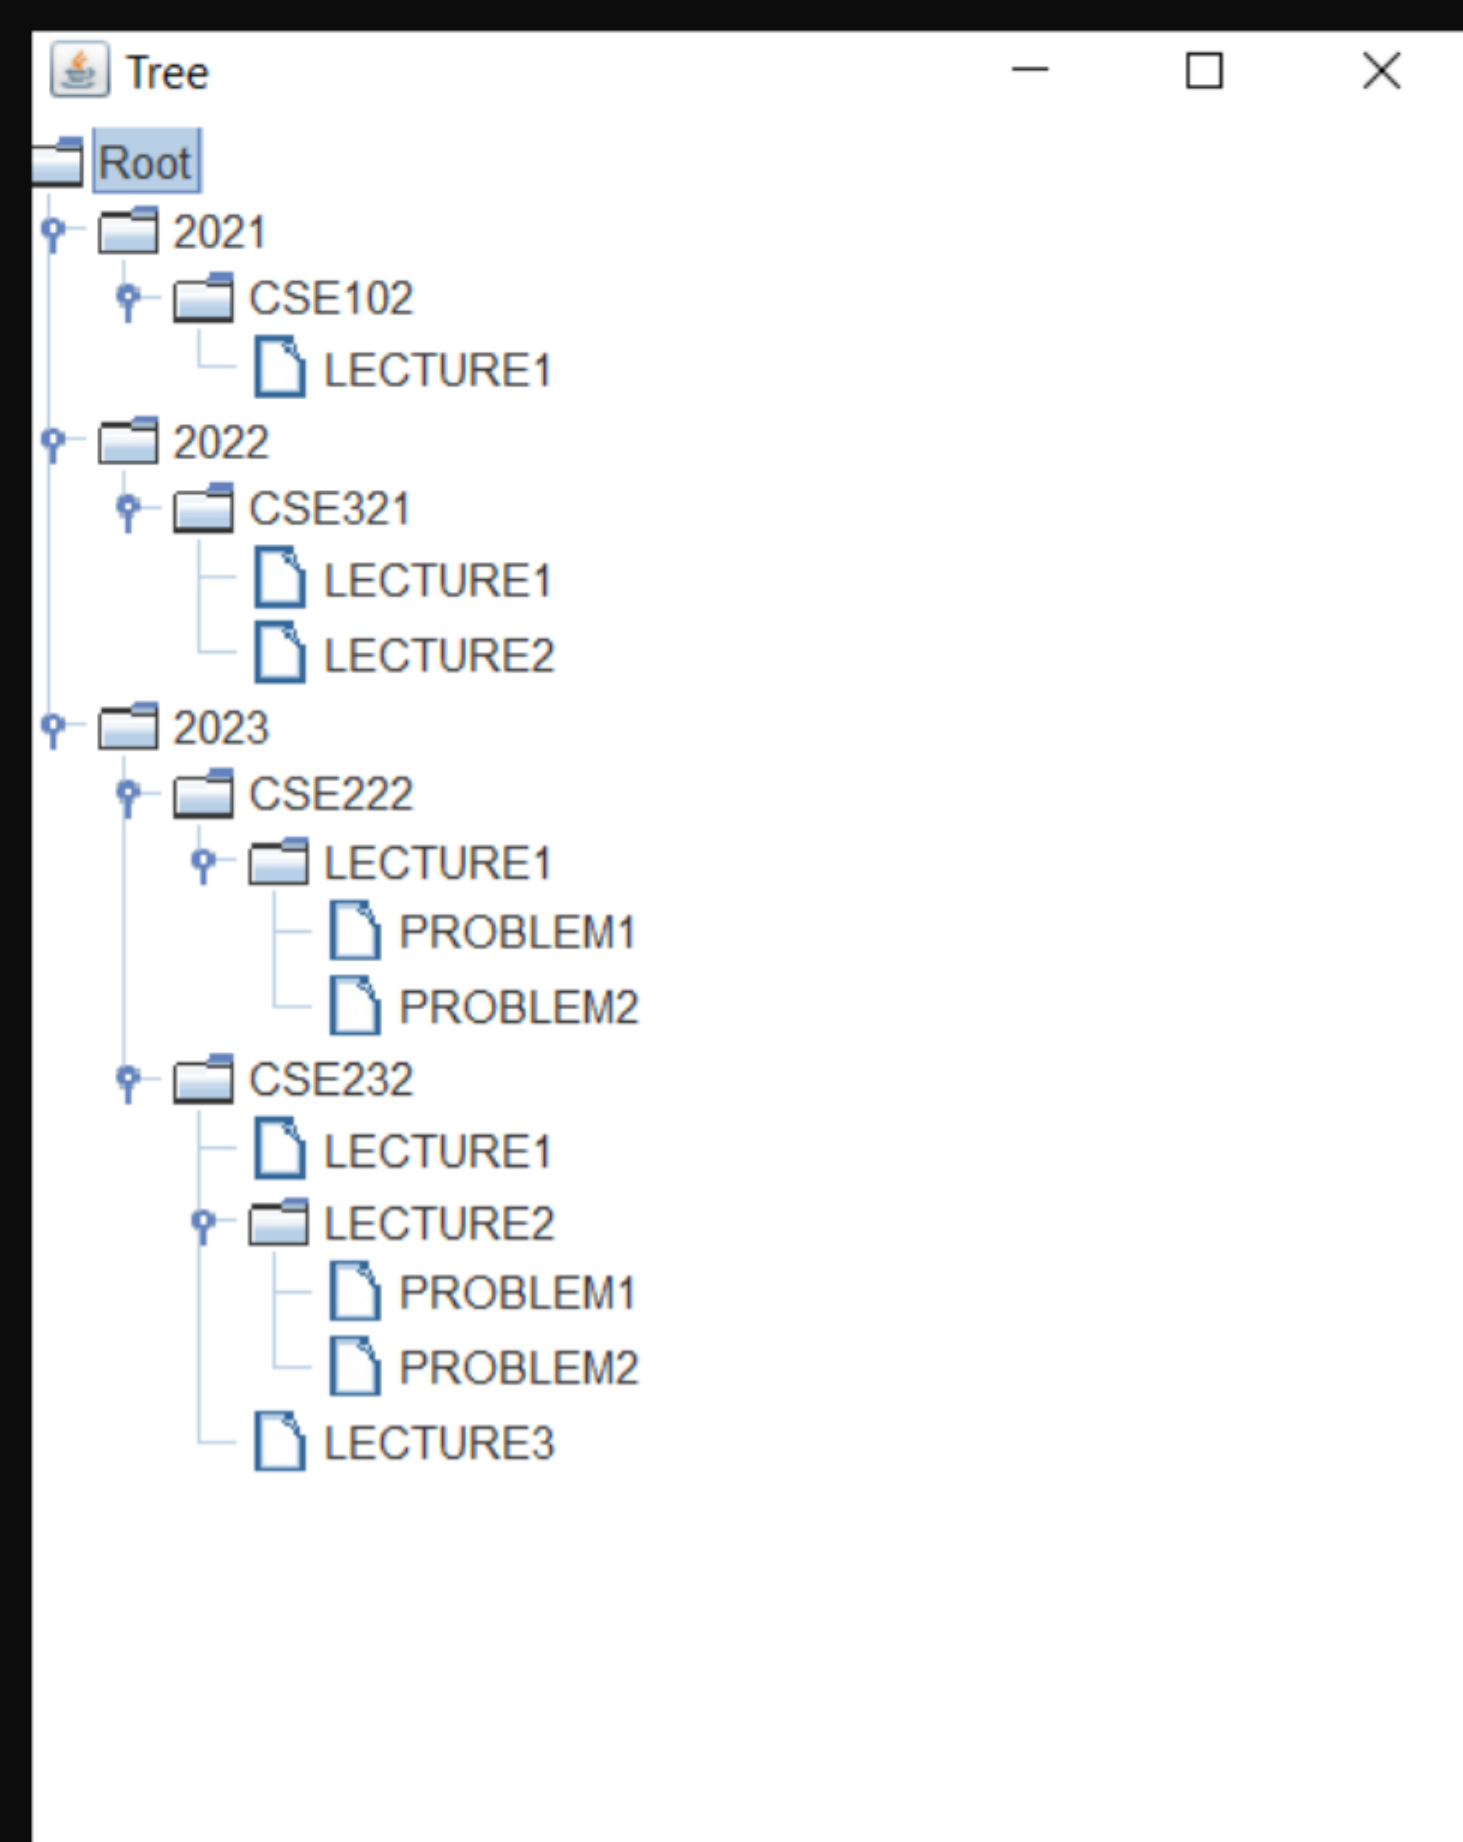 Tree
Root
2021
CSE102
LECTURE1
2022
CSE321
LECTURE1
LECTURE2
2023
CSE222
LECTURE1
PROBLEM1
PROBLEM2
CSE232
LECTURE1
LECTURE2
PROBLEM1
PROBLEM2
LECTURE3